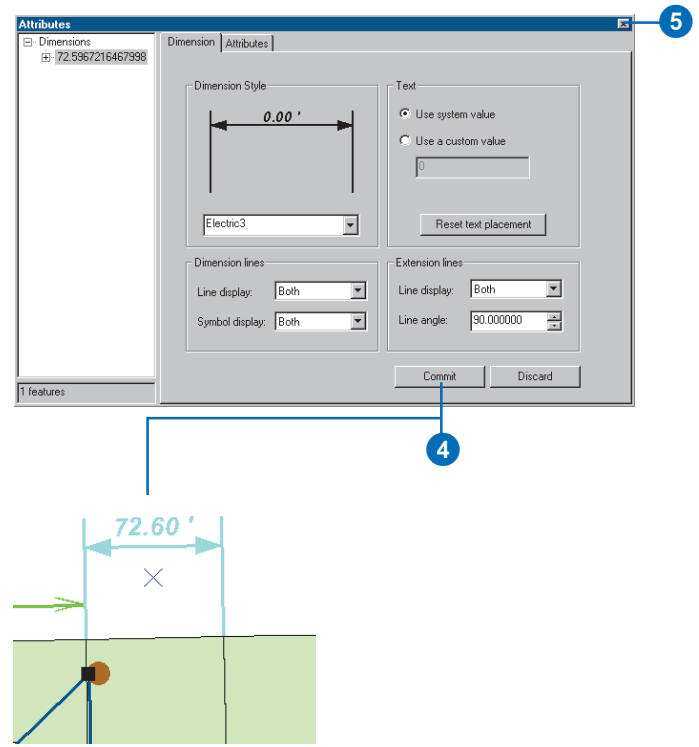 Attributes
5
Dimensions
72.5967216467998
Dimension
Attributes
Dimension Style
0.00 '
Electric3
Text
Use system value
Use a custom value
0
Reset text placement
Dimension lines
Line display: Both
Symbol display: Both
Extension lines
Line display: Both
Line angle: 90.000000
Commit
Discard
1 features
4
72.60 '